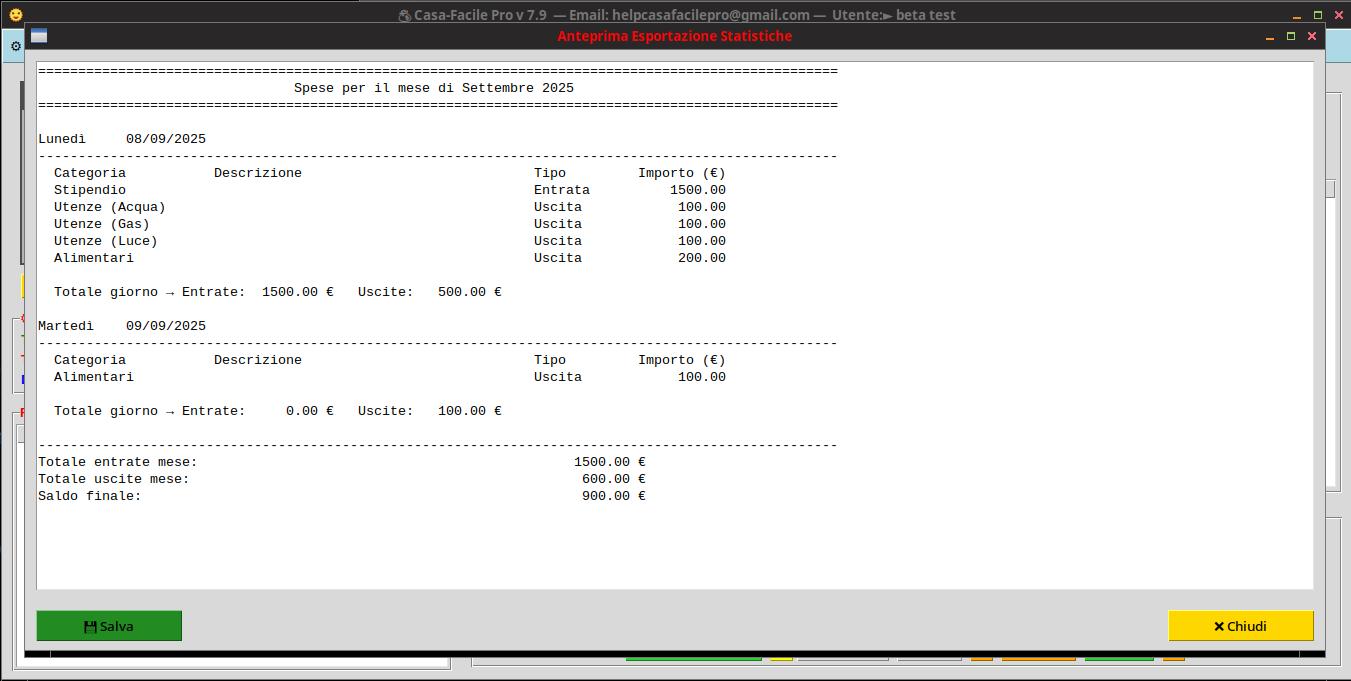 Casa-Facile Pro v 7.9 — Email: helpcasafacilepro@gmail.com — Utente:► beta test
Anteprima Esportazione Statistiche
====================================================================================================
Spese per il mese di Settembre 2025
====================================================================================================
Lunedì 08/09/2025
----------------------------------------------------------------------------------------------------
Categoria Descrizione Tipo Importo (€)
Stipendio Entrata 1500.00
Utenze (Acqua) Uscita 100.00
Utenze (Gas) Uscita 100.00
Utenze (Luce) Uscita 100.00
Alimentari Uscita 200.00
Totale giorno → Entrate: 1500.00 € Uscite: 500.00 €
Martedì 09/09/2025
----------------------------------------------------------------------------------------------------
Categoria Descrizione Tipo Importo (€)
Alimentari Uscita 100.00
Totale giorno → Entrate: 0.00 € Uscite: 100.00 €
----------------------------------------------------------------------------------------------------
Totale entrate mese: 1500.00 €
Totale uscite mese: 600.00 €
Saldo finale: 900.00 €
Salva
Chiudi